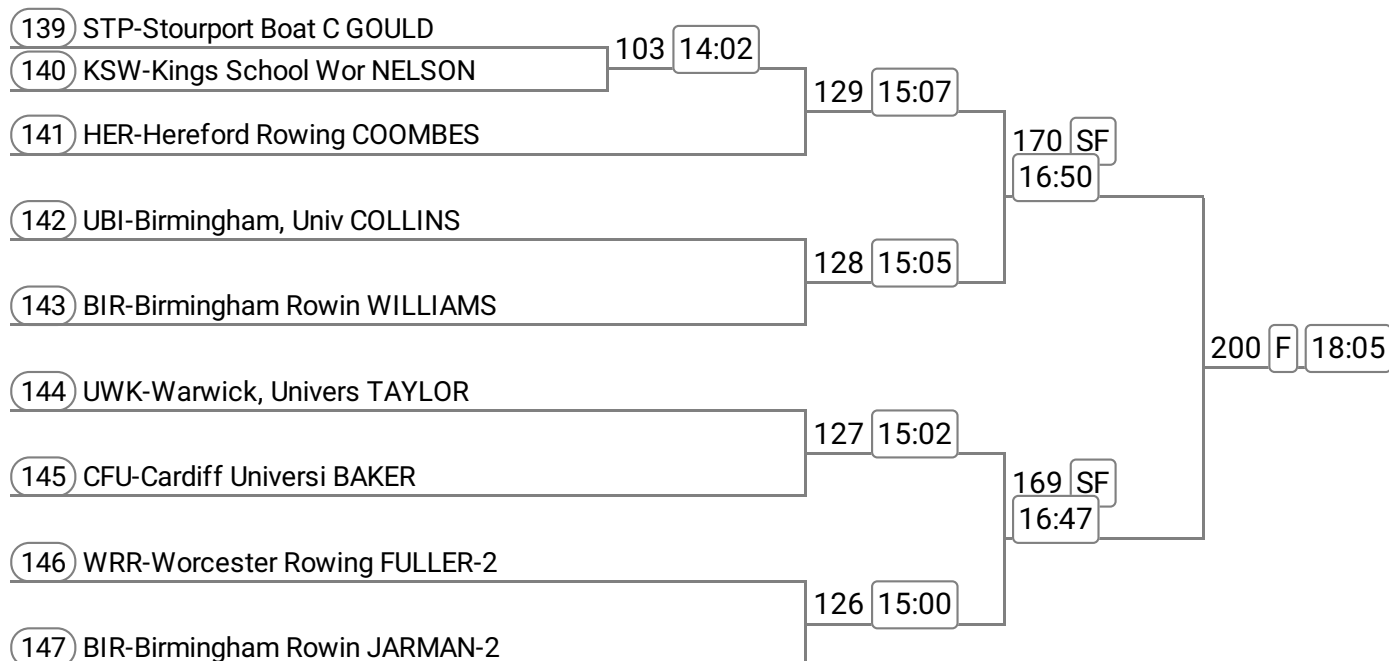 139 STP-Stourport Boat C GOULD
103 14:02
140 KSW-Kings School Wor NELSON
129 15:07
141 HER-Hereford Rowing COOMBES
170 SF
16:50
142 UBI-Birmingham, Univ COLLINS
128 15:05
143 BIR-Birmingham Rowin WILLIAMS
200 F 18:05
144 UWK-Warwick, Univers TAYLOR
127 15:02
145 CFU-Cardiff Universi BAKER
169 SF
16:47
146 WRR-Worcester Rowing FULLER-2
126 15:00
147 BIR-Birmingham Rowin JARMAN-2